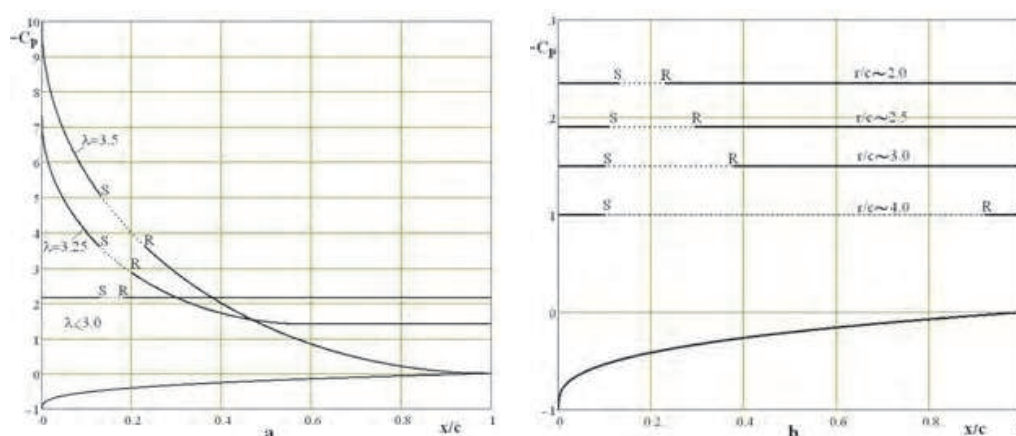 10
-Cp
9
8
7
6
5
4
3
2
1
0
-1
λ=3.5
S
R
λ=3.25
S
R
S R
λ<3.0
0 0.2 0.4 0.6 0.8 1
a
x/c
3
-Cp
2
1
0
-1
S R r/c~2.0
S R r/c~2.5
S R r/c~3.0
S R r/c~4.0
0 0.2 0.4 0.6 0.8 1
x/c